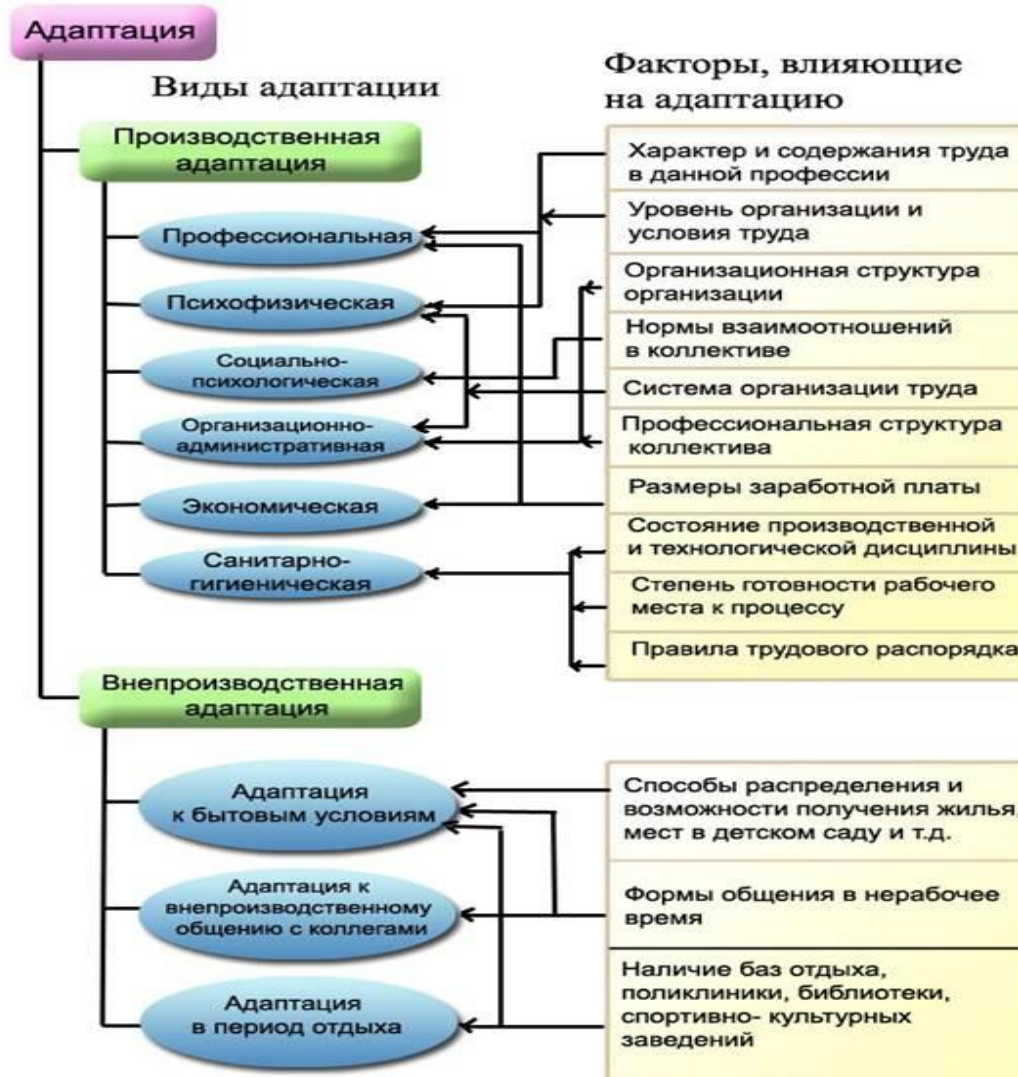 Адаптация
Виды адаптации
Факторы, влияющие
на адаптацию
Производственная
адаптация
Профессиональная
Психофизическая
Социально-
психологическая
Организационно-
административная
Экономическая
Санитарно-
гигиеническая
Характер и содержания труда
в данной профессии
Уровень организации и
условия труда
Организационная структура
организации
Нормы взаимоотношений
в коллективе
Система организации труда
Профессиональная структура
коллектива
Размеры заработной платы
Состояние производственной
и технологической дисциплины
Степень готовности рабочего
места к процессу
Правила трудового распорядка
Внепроизводственная
адаптация
Адаптация
к бытовым условиям
Адаптация к
внепроизводственному
общению с коллегами
Адаптация
в период отдыха
Способы распределения и
возможности получения жилья,
мест в детском саду и т.д.
Формы общения в нерабочее
время
Наличие баз отдыха,
поликлиники, библиотеки,
спортивно- культурных
заведений